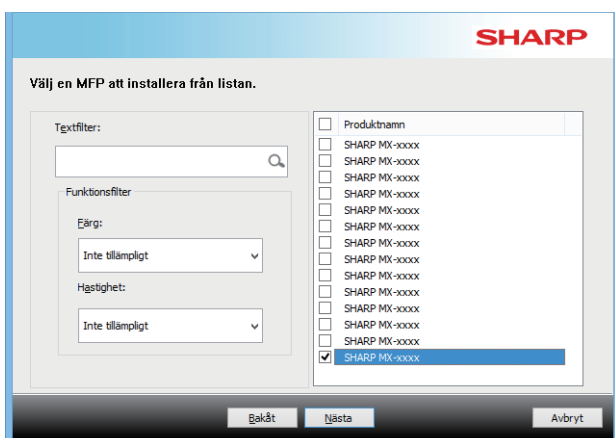 SHARP
Välj en MFP att installera från listan.
Textfilter:
Funktionsfilter
Färg:
Inte tillämpligt
Hastighet:
Inte tillämpligt
Produktnamn
SHARP MX-xxxx
SHARP MX-xxxx
SHARP MX-xxxx
SHARP MX-xxxx
SHARP MX-xxxx
SHARP MX-xxxx
SHARP MX-xxxx
SHARP MX-xxxx
SHARP MX-xxxx
SHARP MX-xxxx
SHARP MX-xxxx
SHARP MX-xxxx
SHARP MX-xxxx
SHARP MX-xxxx
Bakåt
Nästa
Avbryt